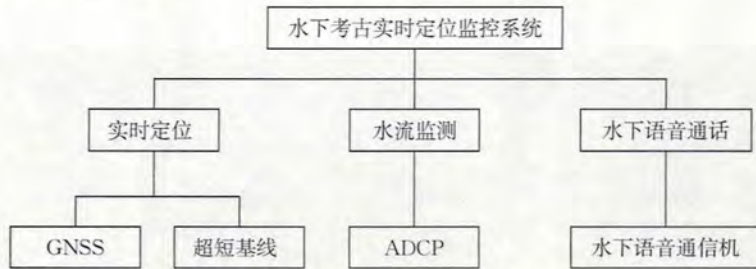 水下考古实时定位监控系统
实时定位
水流监测
水下语音通话
GNSS
超短基线
ADCP
水下语音通信机